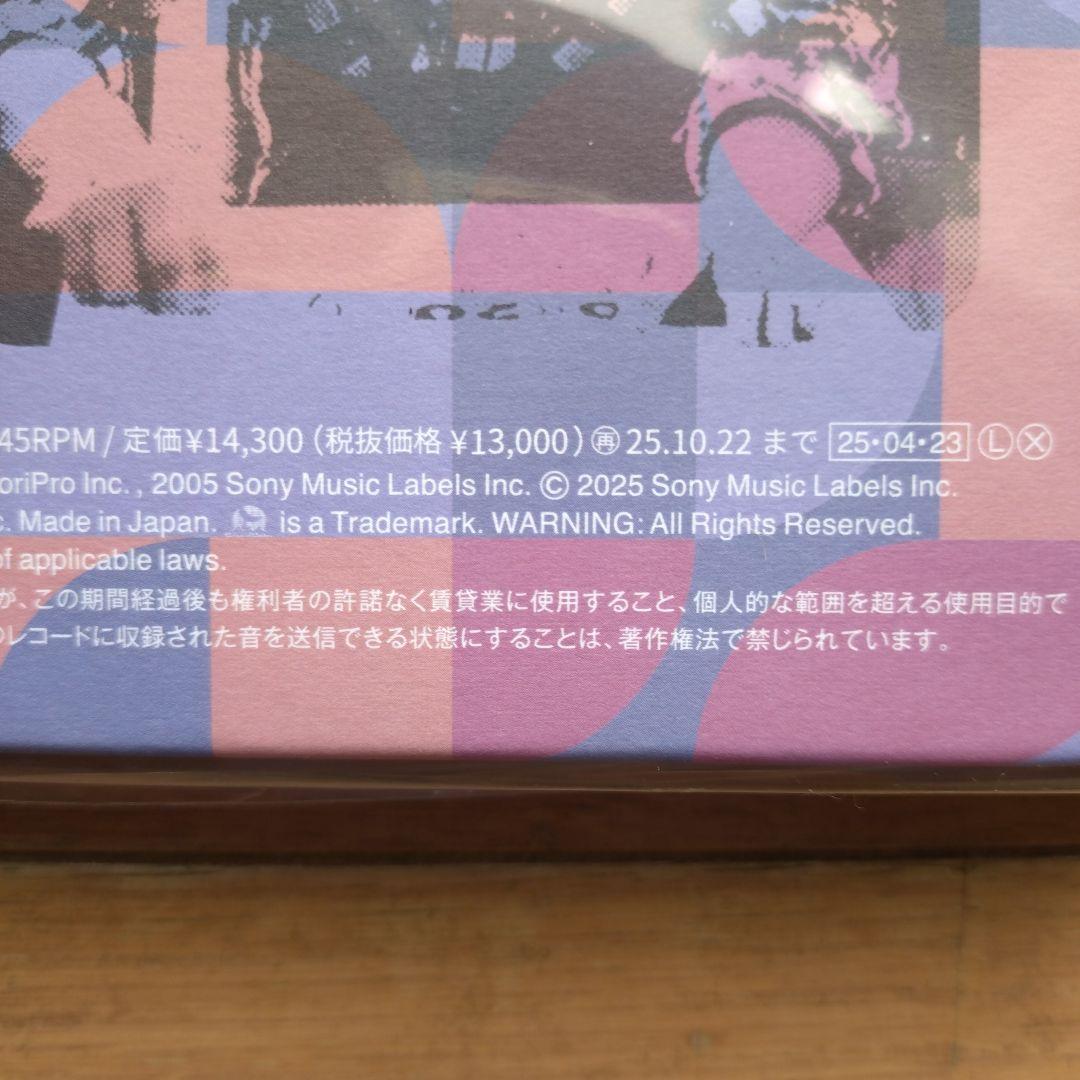 45RPM / 定価¥14,300 (税抜価格 ¥13,000) ㊢ 25.10.22 まで 25・04・23 Ⓛ Ⓧ
oriPro Inc. , 2005 Sony Music Labels Inc. © 2025 Sony Music Labels Inc.
c. Made in Japan. is a Trademark. WARNING: All Rights Reserved.
of applicable laws.
が、この期間経過後も権利者の許諾なく賃貸業に使用すること、個人的な範囲を超える使用目的で
のレコードに収録された音を送信できる状態にすることは、著作権法で禁じられています。